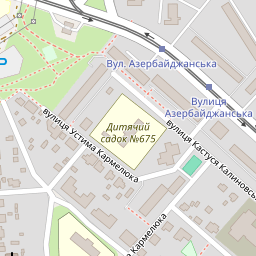 Вул. Азербайджанська
Вулиця
Азербайджанська
Дитячий
садок №675
вулиця Устима Кармелюка
вулиця Кастуся Калиновсь
Кармелюка